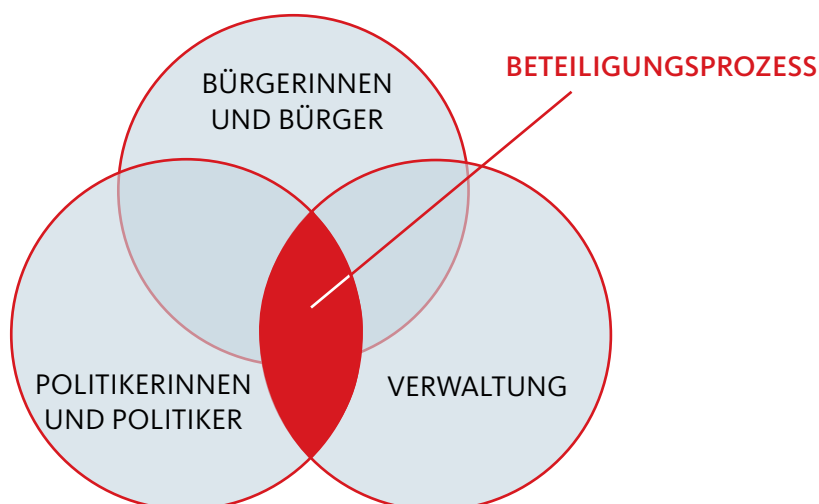 BÜRGERINNEN
UND BÜRGER
BETEILIGUNGSPROZESS
POLITIKERINNEN
UND POLITIKER
VERWALTUNG